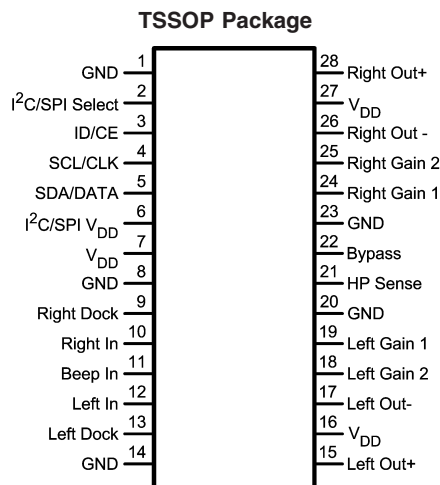 TSSOP Package
GND 1
I²C/SPI Select 2
ID/CE 3
SCL/CLK 4
SDA/DATA 5
I²C/SPI VDD 6
VDD 7
GND 8
Right Dock 9
Right In 10
Beep In 11
Left In 12
Left Dock 13
GND 14
28 Right Out+
27 VDD
26 Right Out -
25 Right Gain 2
24 Right Gain 1
23 GND
22 Bypass
21 HP Sense
20 GND
19 Left Gain 1
18 Left Gain 2
17 Left Out-
16 VDD
15 Left Out+